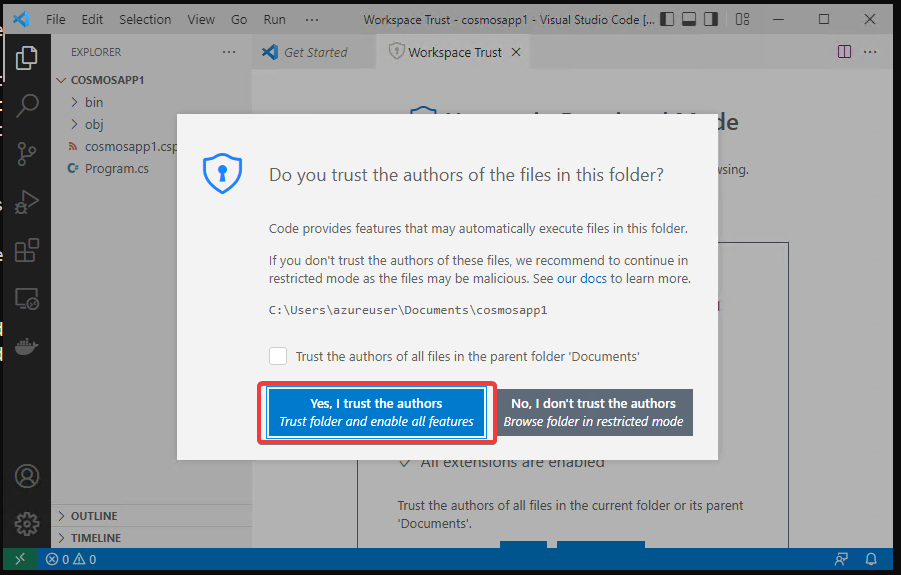 File Edit Selection View Go Run ··· Workspace Trust - cosmosapp1 - Visual Studio Code [...
EXPLORER ···
Get Started
Workspace Trust
COSMOSAPP1
bin
obj
cosmosapp1.csp
Program.cs
de
wsing.
Do you trust the authors of the files in this folder?
Code provides features that may automatically execute files in this folder.
If you don't trust the authors of these files, we recommend to continue in
restricted mode as the files may be malicious. See our docs to learn more.
C:\Users\azureuser\Documents\cosmosapp1
Trust the authors of all files in the parent folder 'Documents'
Yes, I trust the authors
Trust folder and enable all features
No, I don't trust the authors
Browse folder in restricted mode
All extensions are enabled
Trust the authors of all files in the current folder or its parent
'Documents'.
OUTLINE
TIMELINE
0 0